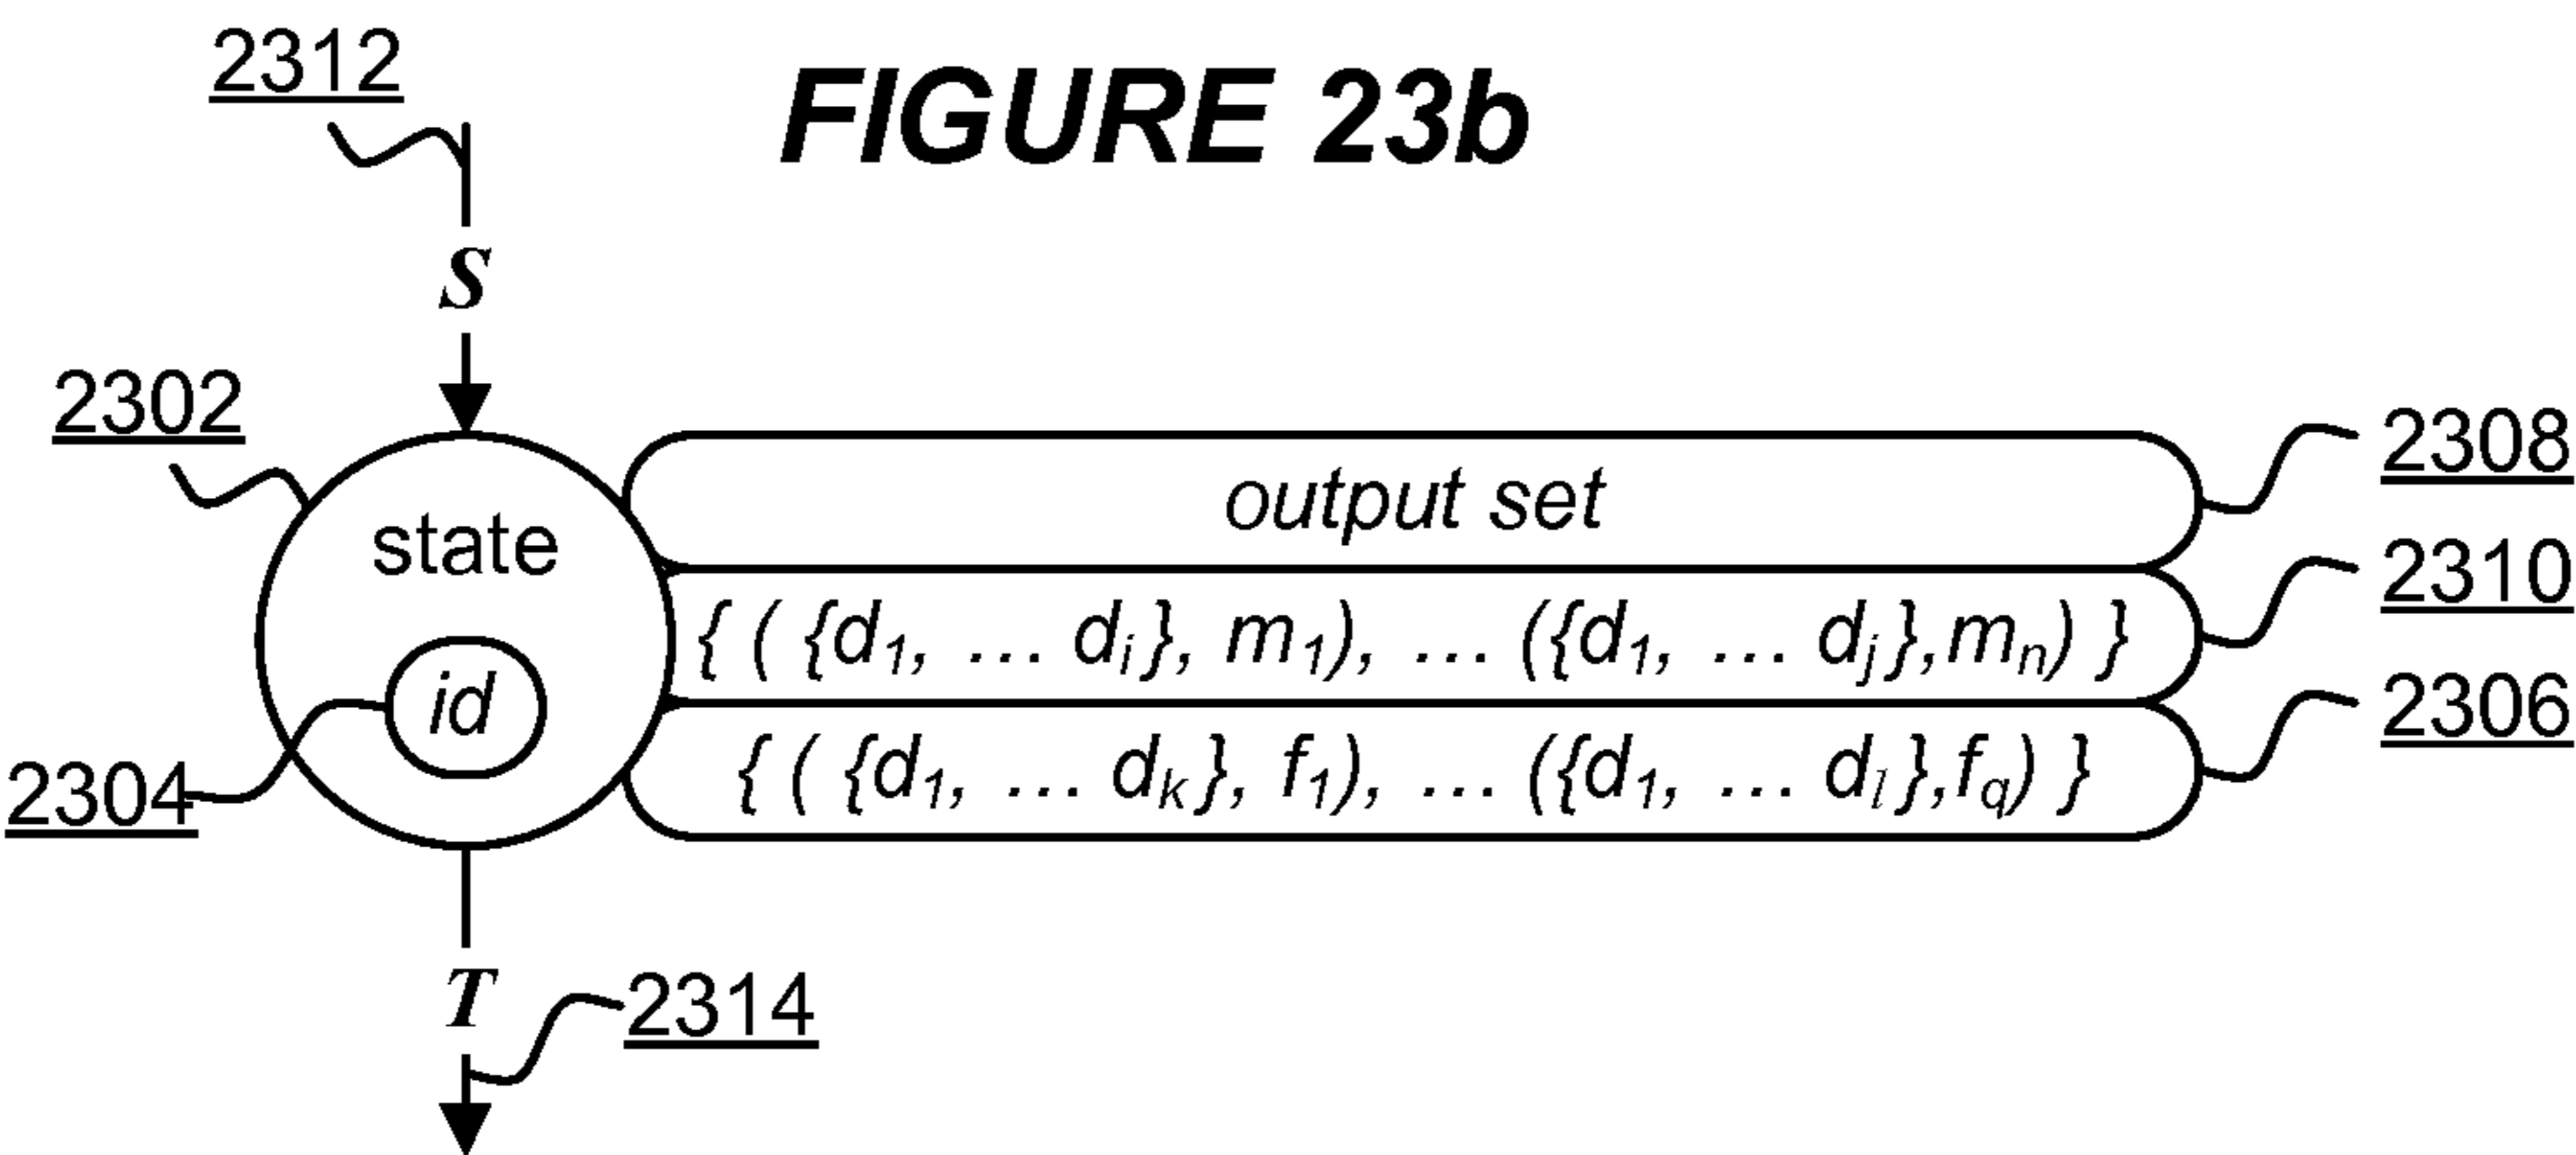 2312
FIGURE 23b
S
2302
2308
output set
state
2310
{ ( {d₁, … dᵢ}, m₁), … ({d₁, … dⱼ},mₙ) }
id
2306
{ ( {d₁, … dₖ}, f₁), … ({d₁, … dₗ},f_q) }
2304
T
2314